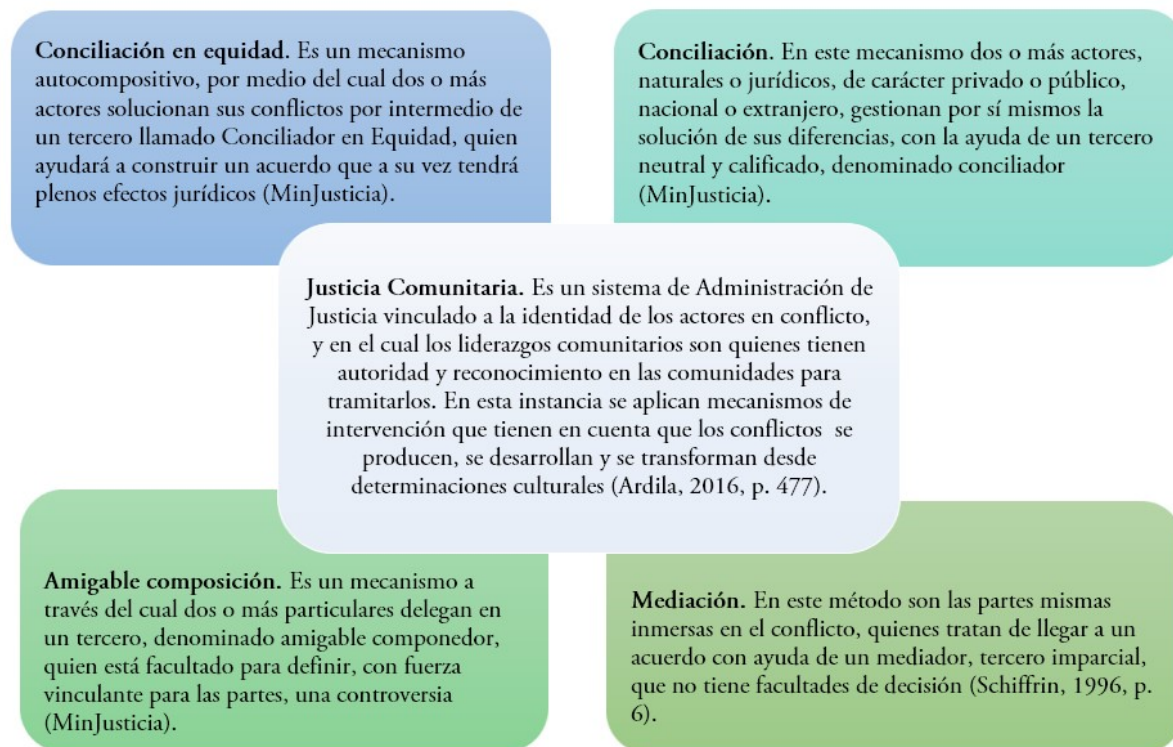 Conciliación en equidad. Es un mecanismo
autocompositivo, por medio del cual dos o más
actores solucionan sus conflictos por intermedio de
un tercero llamado Conciliador en Equidad, quien
ayudará a construir un acuerdo que a su vez tendrá
plenos efectos jurídicos (MinJusticia).
Conciliación. En este mecanismo dos o más actores,
naturales o jurídicos, de carácter privado o público,
nacional o extranjero, gestionan por sí mismos la
solución de sus diferencias, con la ayuda de un tercero
neutral y calificado, denominado conciliador
(MinJusticia).
Justicia Comunitaria. Es un sistema de Administración de
Justicia vinculado a la identidad de los actores en conflicto,
y en el cual los liderazgos comunitarios son quienes tienen
autoridad y reconocimiento en las comunidades para
tramitarlos. En esta instancia se aplican mecanismos de
intervención que tienen en cuenta que los conflictos se
producen, se desarrollan y se transforman desde
determinaciones culturales (Ardila, 2016, p. 477).
Amigable composición. Es un mecanismo a
través del cual dos o más particulares delegan en
un tercero, denominado amigable componedor,
quien está facultado para definir, con fuerza
vinculante para las partes, una controversia
(MinJusticia).
Mediación. En este método son las partes mismas
inmersas en el conflicto, quienes tratan de llegar a un
acuerdo con ayuda de un mediador, tercero imparcial,
que no tiene facultades de decisión (Schiffrin, 1996, p.
6).